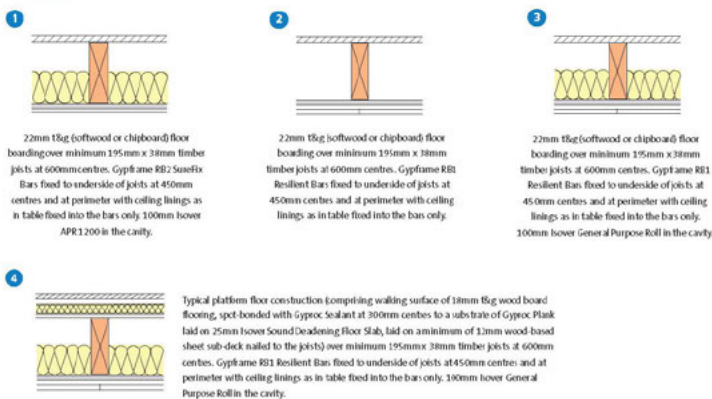 1
22mm t&g (softwood or chipboard) floor
boarding over minimum 195mm x 38mm timber
joists at 600mm centres. Gypframe RB2 SureFix
Bars fixed to underside of joists at 450mm
centres and at perimeter with ceiling linings as
in table fixed into the bars only. 100mm Isover
APR 1200 in the cavity.
2
22mm t&g (softwood or chipboard) floor
boarding over minimum 195mm x 38mm
timber joists at 600mm centres. Gypframe RB1
Resilient Bars fixed to underside of joists at
450mm centres and at perimeter with ceiling
linings as in table fixed into the bars only.
3
22mm t&g (softwood or chipboard) floor
boarding over minimum 195mm x 38mm
timber joists at 600mm centres. Gypframe RB1
Resilient Bars fixed to underside of joists at
450mm centres and at perimeter with ceiling
linings as in table fixed into the bars only.
100mm Isover General Purpose Roll in the cavity
4
Typical platform floor construction (comprising walking surface of 18mm t&g wood board
flooring, spot-bonded with Gyproc Sealant at 300mm centres to a substrate of Gyproc Plank
laid on 25mm Isover Sound Deadening Floor Slab, laid on a minimum of 12mm wood-based
sheet sub-deck nailed to the joists) over minimum 195mm x 38mm timber joists at 600mm
centres. Gypframe RB1 Resilient Bars fixed to underside of joists at 450mm centres and at
perimeter with ceiling linings as in table fixed into the bars only. 100mm Isover General
Purpose Roll in the cavity.